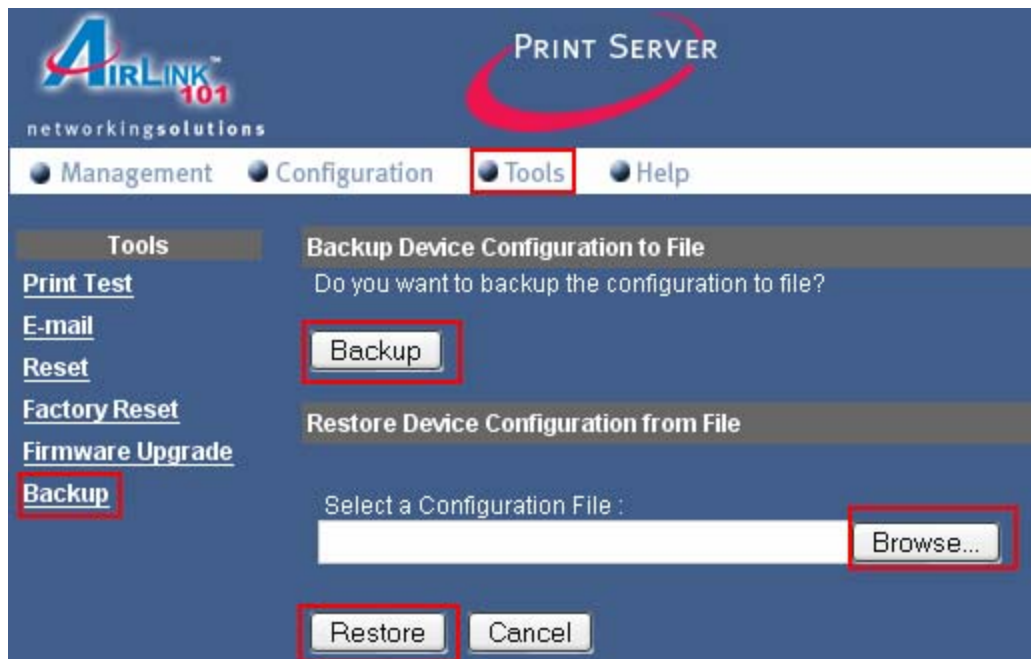 AIRLINK™
101
networkingsolutions
PRINT SERVER
Management Configuration Tools Help
Tools
Print Test
E-mail
Reset
Factory Reset
Firmware Upgrade
Backup
Backup Device Configuration to File
Do you want to backup the configuration to file?
Backup
Restore Device Configuration from File
Select a Configuration File :
Browse...
Restore Cancel